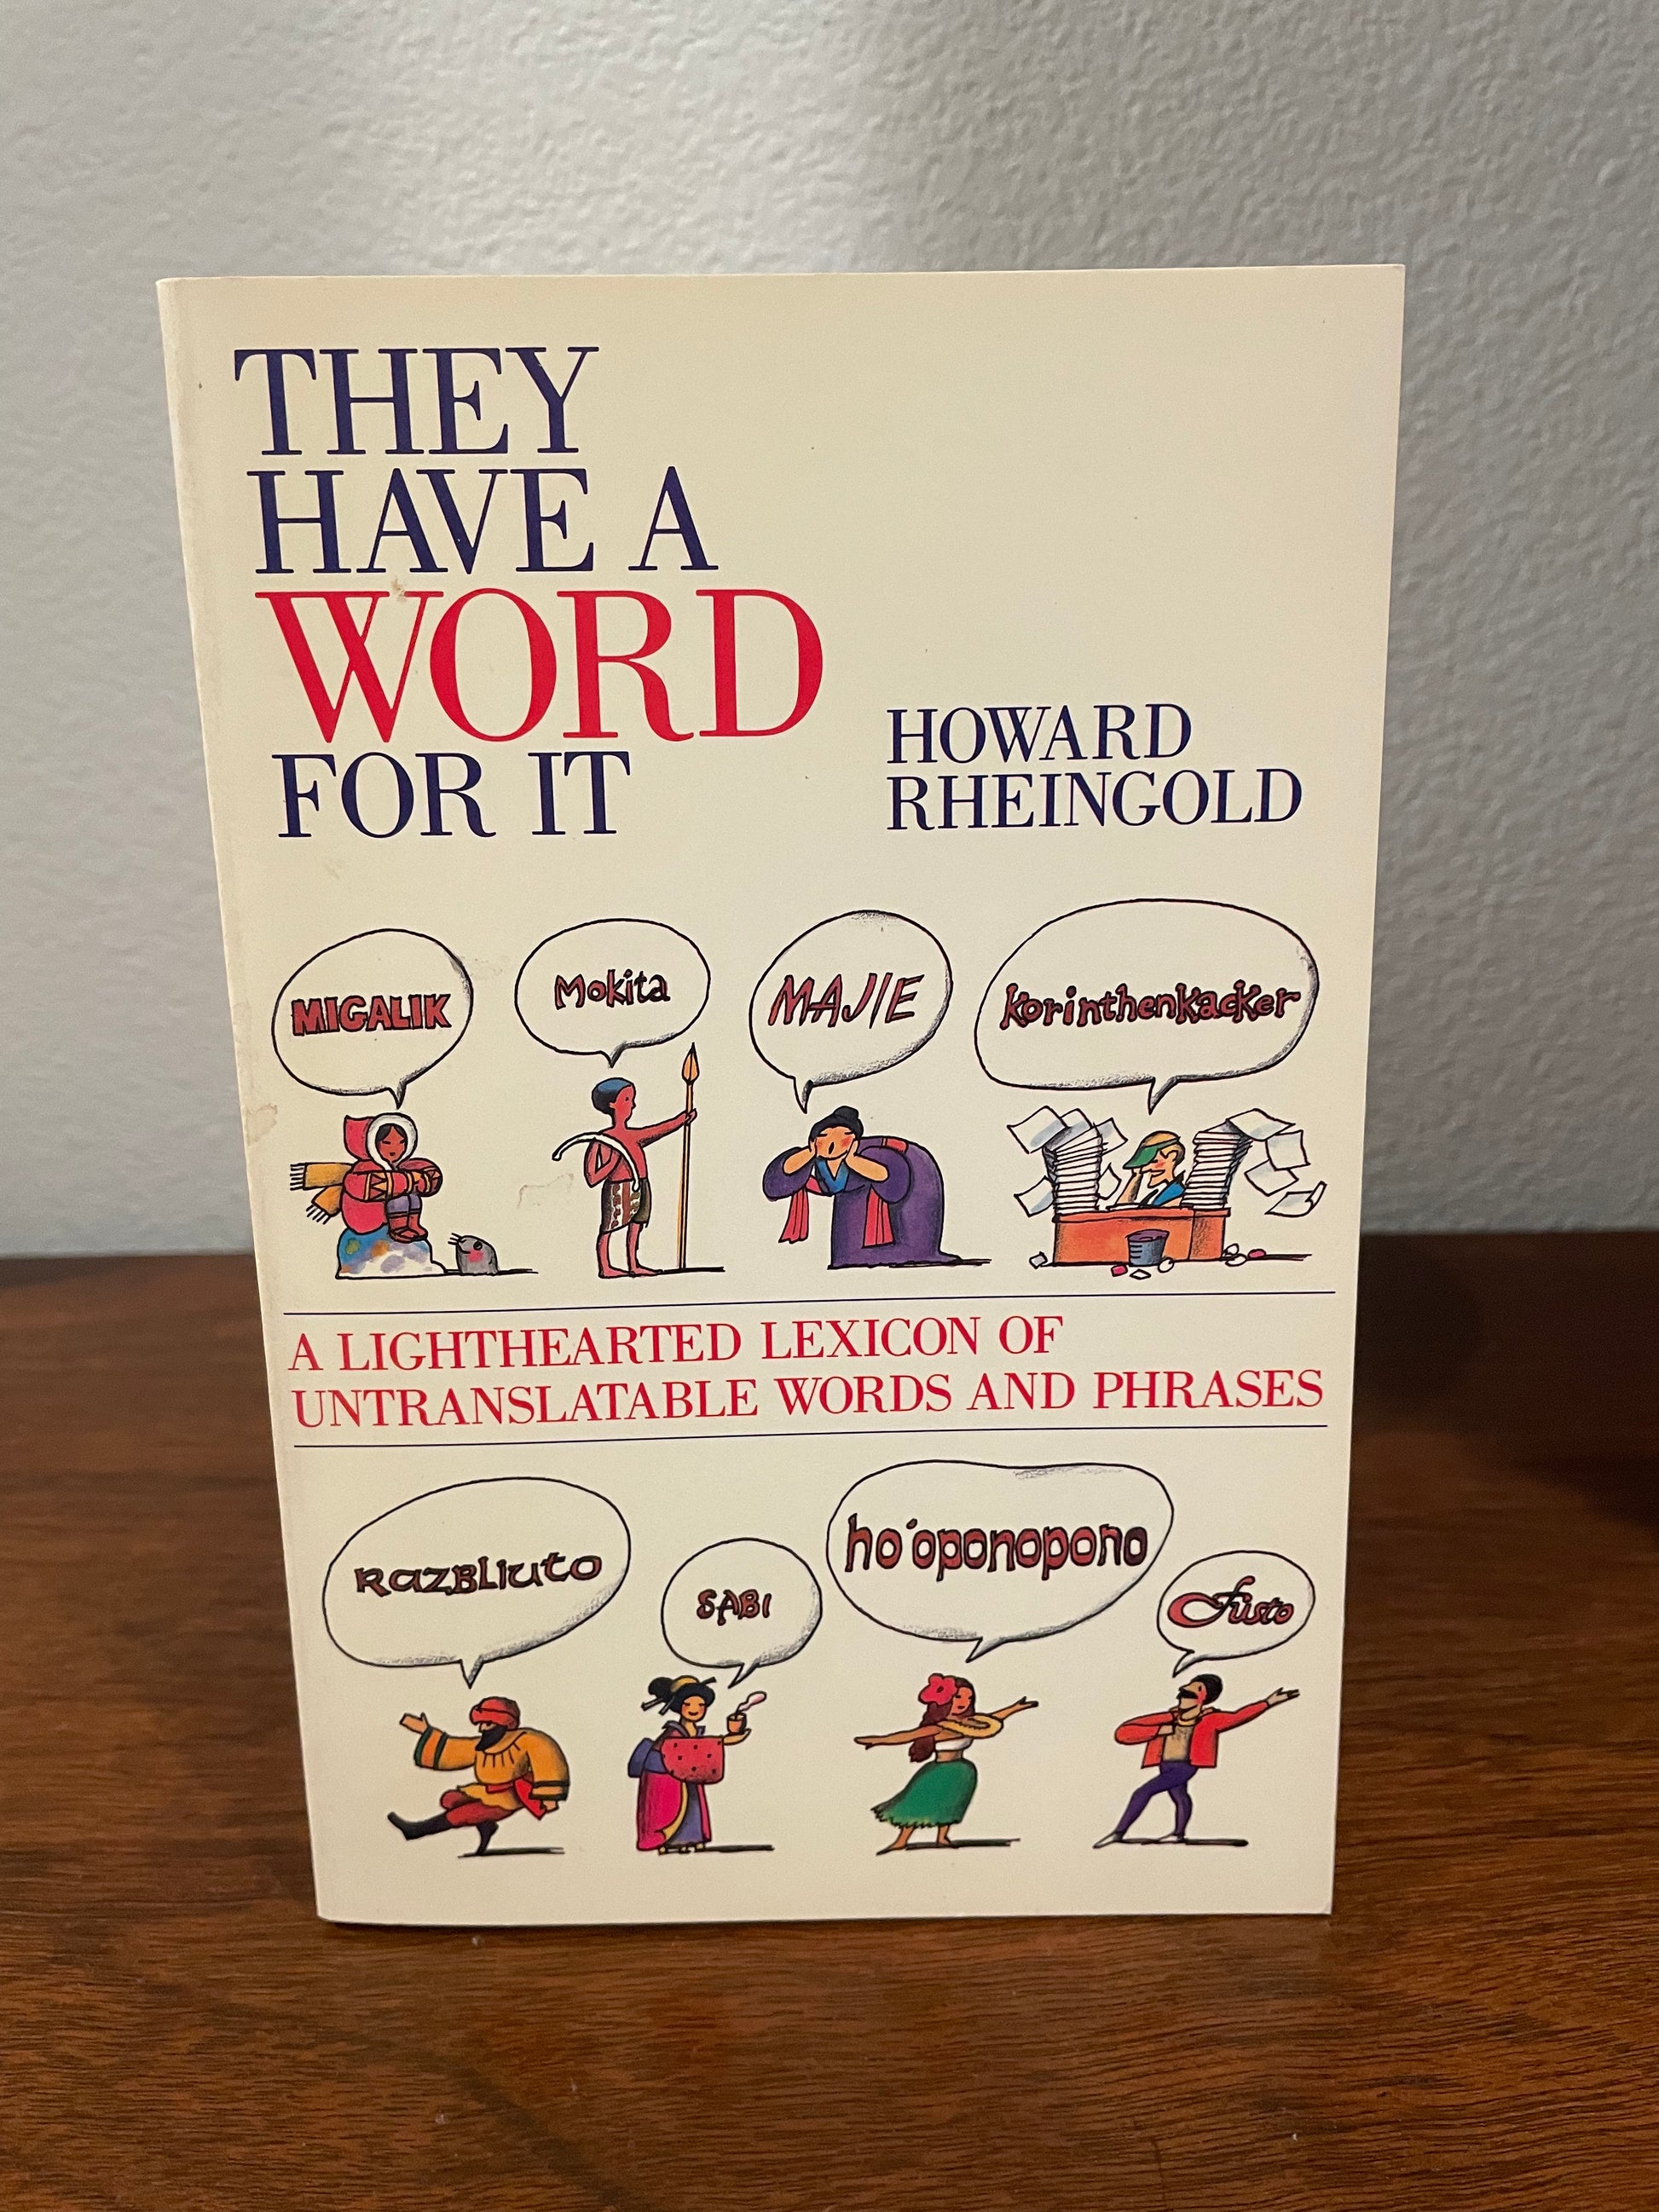 THEY
HAVE A
WORD
FOR IT
HOWARD
RHEINGOLD
MIGALIK
Mokita
MAJIE
Korinthenkacker
A LIGHTHEARTED LEXICON OF
UNTRANSLATABLE WORDS AND PHRASES
RAZBLIUTO
SABI
ho'oponopono
Fusto